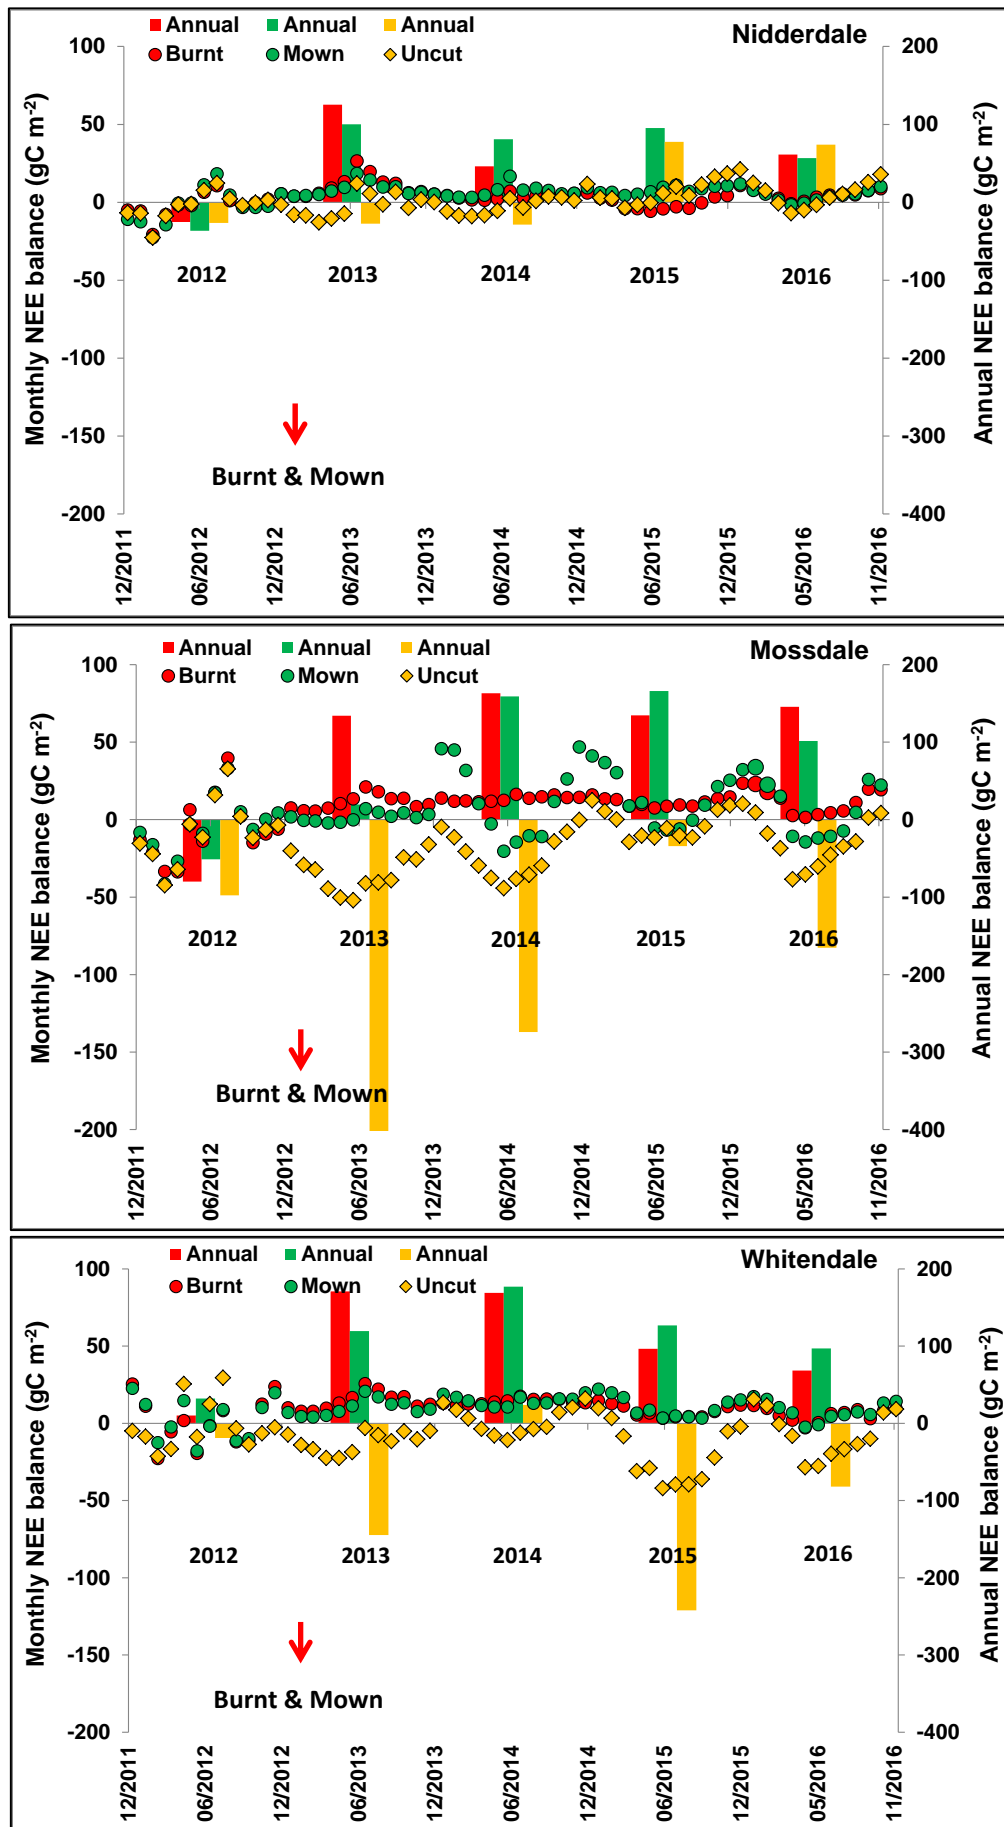 Annual Annual Annual
Burnt Mown Uncut
Nidderdale
Monthly NEE balance (gC m-2)
100
50
0
-50
-100
-150
-200
200
100
0
-100
-200
-300
-400
Annual NEE balance (gC m-2)
2012 2013 2014 2015 2016
Burnt & Mown
12/2011 06/2012 12/2012 06/2013 12/2013 06/2014 12/2014 06/2015 12/2015 05/2016 11/2016
Annual Annual Annual
Burnt Mown Uncut
Mossdale
Monthly NEE balance (gC m-2)
100
50
0
-50
-100
-150
-200
200
100
0
-100
-200
-300
-400
Annual NEE balance (gC m-2)
2012 2013 2014 2015 2016
Burnt & Mown
12/2011 06/2012 12/2012 06/2013 12/2013 06/2014 12/2014 06/2015 12/2015 05/2016 11/2016
Annual Annual Annual
Burnt Mown Uncut
Whitendale
Monthly NEE balance (gC m-2)
100
50
0
-50
-100
-150
-200
200
100
0
-100
-200
-300
-400
Annual NEE balance (gC m-2)
2012 2013 2014 2015 2016
Burnt & Mown
12/2011 06/2012 12/2012 06/2013 12/2013 06/2014 12/2014 06/2015 12/2015 05/2016 11/2016